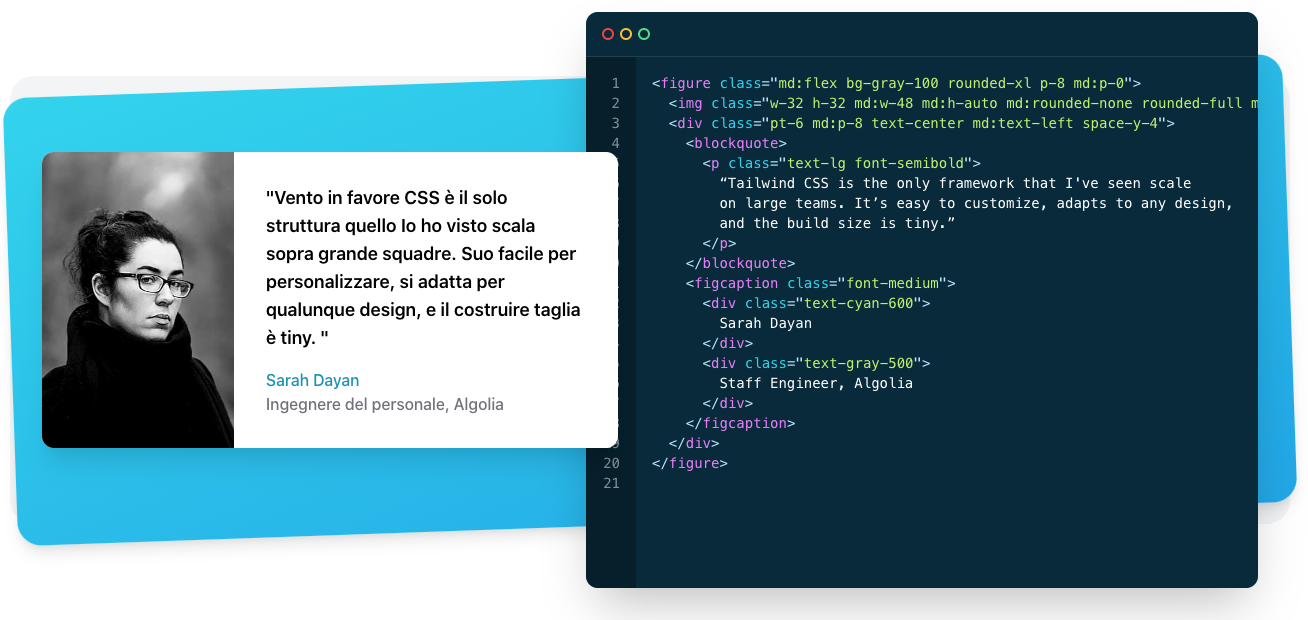 "Vento in favore CSS è il solo
struttura quello Io ho visto scala
sopra grande squadre. Suo facile per
personalizzare, si adatta per
qualunque design, e il costruire taglia
è tiny. "
Sarah Dayan
Ingegnere del personale, Algolia
1 <figure class="md:flex bg-gray-100 rounded-xl p-8 md:p-0">
2 <img class="w-32 h-32 md:w-48 md:h-auto md:rounded-none rounded-full
3 <div class="pt-6 md:p-8 text-center md:text-left space-y-4">
4 <blockquote>
<p class="text-lg font-semibold">
“Tailwind CSS is the only framework that I've seen scale
on large teams. It’s easy to customize, adapts to any design,
and the build size is tiny.”
</p>
</blockquote>
<figcaption class="font-medium">
<div class="text-cyan-600">
Sarah Dayan
</div>
<div class="text-gray-500">
Staff Engineer, Algolia
</div>
</figcaption>
</div>
20 </figure>
21